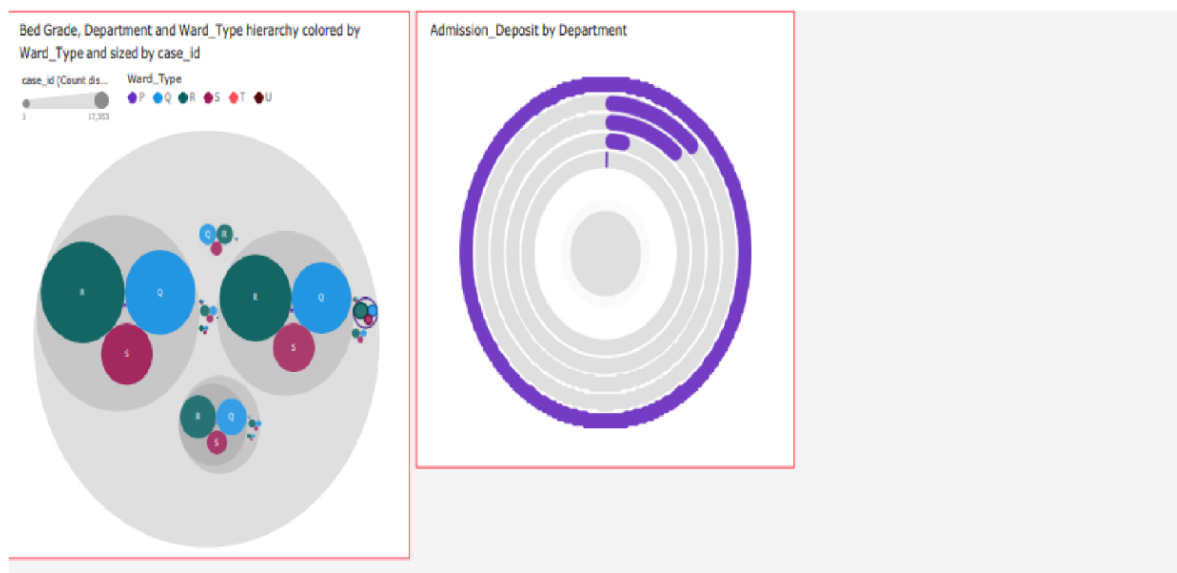 Bed Grade, Department and Ward_Type hierarchy colored by
Ward_Type and sized by case_id
case_id (Count dis...
1
Ward_Type
P Q R S T U
Q R
R Q S
R Q S
R Q S
Admission_Deposit by Department